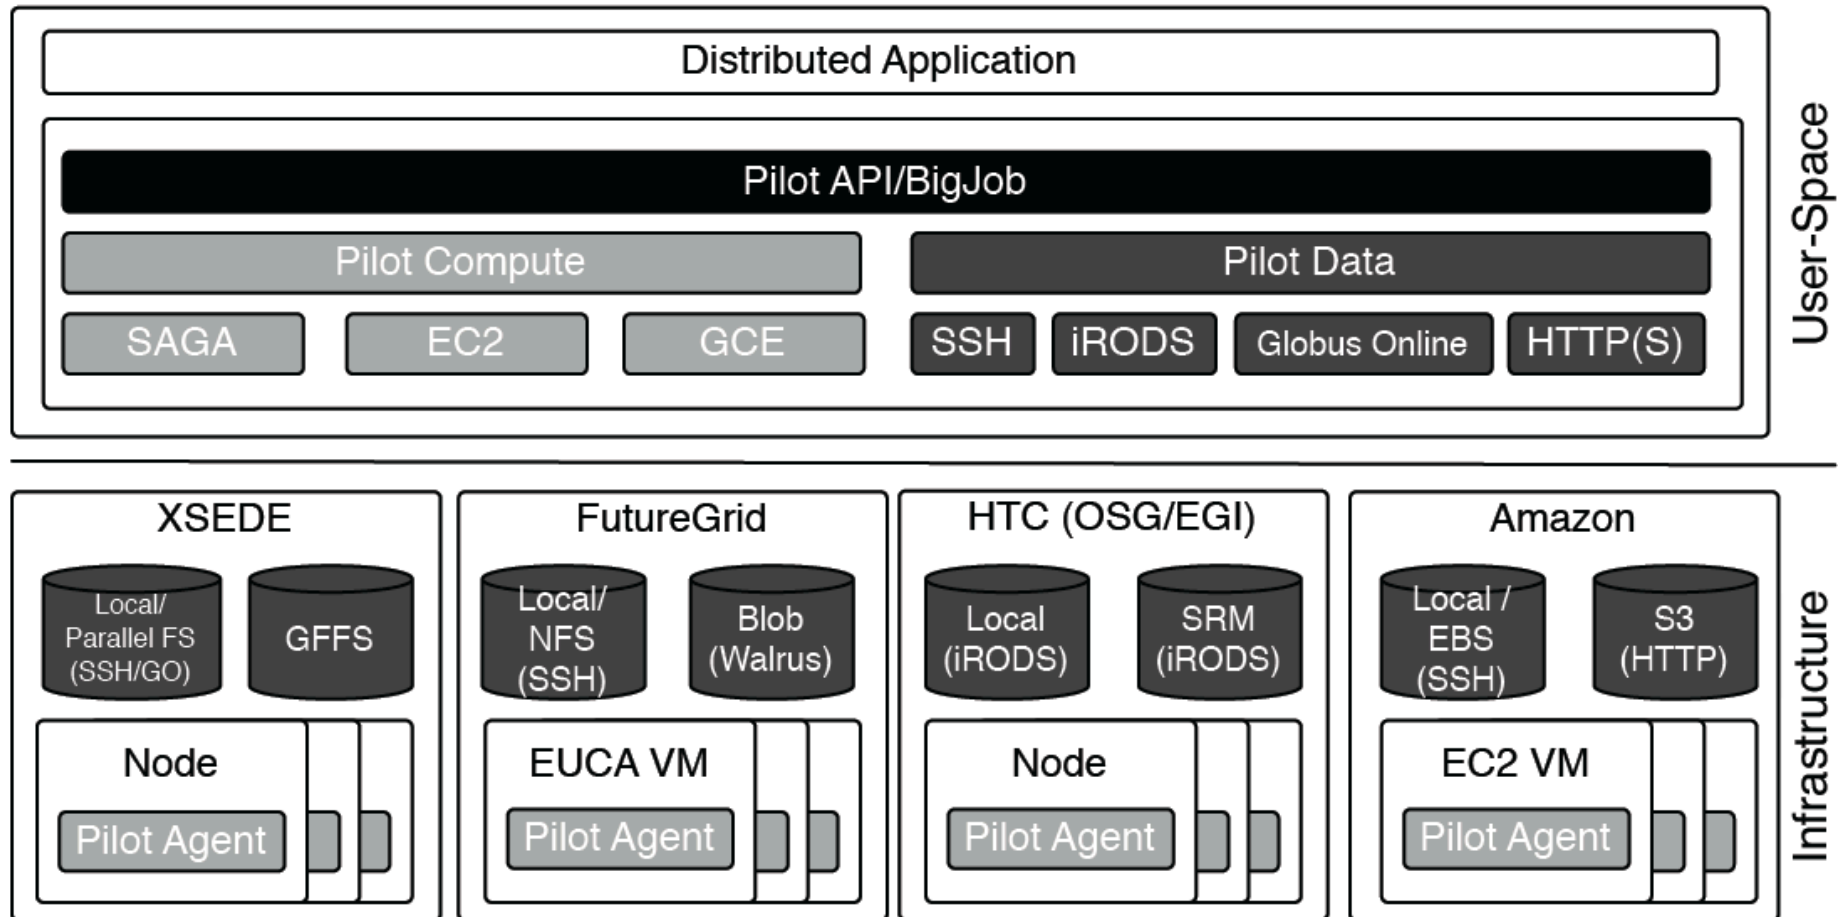 Distributed Application
Pilot API/BigJob
Pilot Compute
Pilot Data
SAGA
EC2
GCE
SSH
iRODS
Globus Online
HTTP(S)
User-Space
XSEDE
Local/
Parallel FS
(SSH/GO)
GFFS
Node
Pilot Agent
FutureGrid
Local/
NFS
(SSH)
Blob
(Walrus)
EUCA VM
Pilot Agent
HTC (OSG/EGI)
Local
(iRODS)
SRM
(iRODS)
Node
Pilot Agent
Amazon
Local /
EBS
(SSH)
S3
(HTTP)
EC2 VM
Pilot Agent
Infrastructure